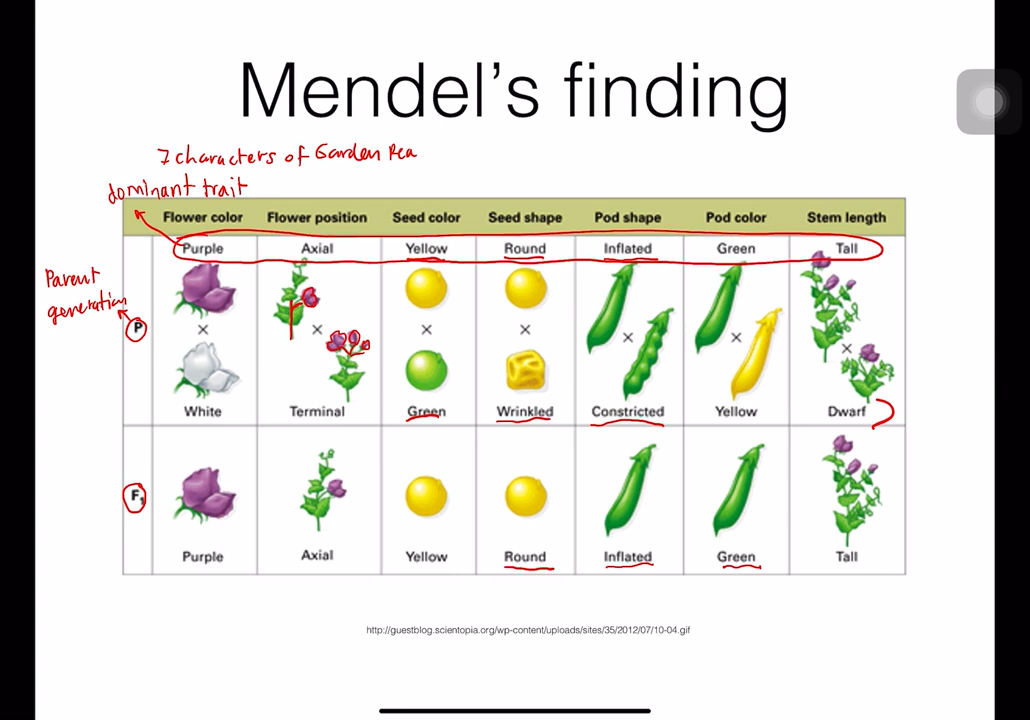 Mendel's finding
7 characters of Garden Pea
dominant trait
Flower color Flower position Seed color Seed shape Pod shape Pod color Stem length
Purple Axial Yellow Round Inflated Green Tall
Parent
generation
P
× × × × × × ×
White Terminal Green Wrinkled Constricted Yellow Dwarf
F1
Purple Axial Yellow Round Inflated Green Tall
http://guestblog.scientopia.org/wp-content/uploads/sites/35/2012/07/10-04.gif